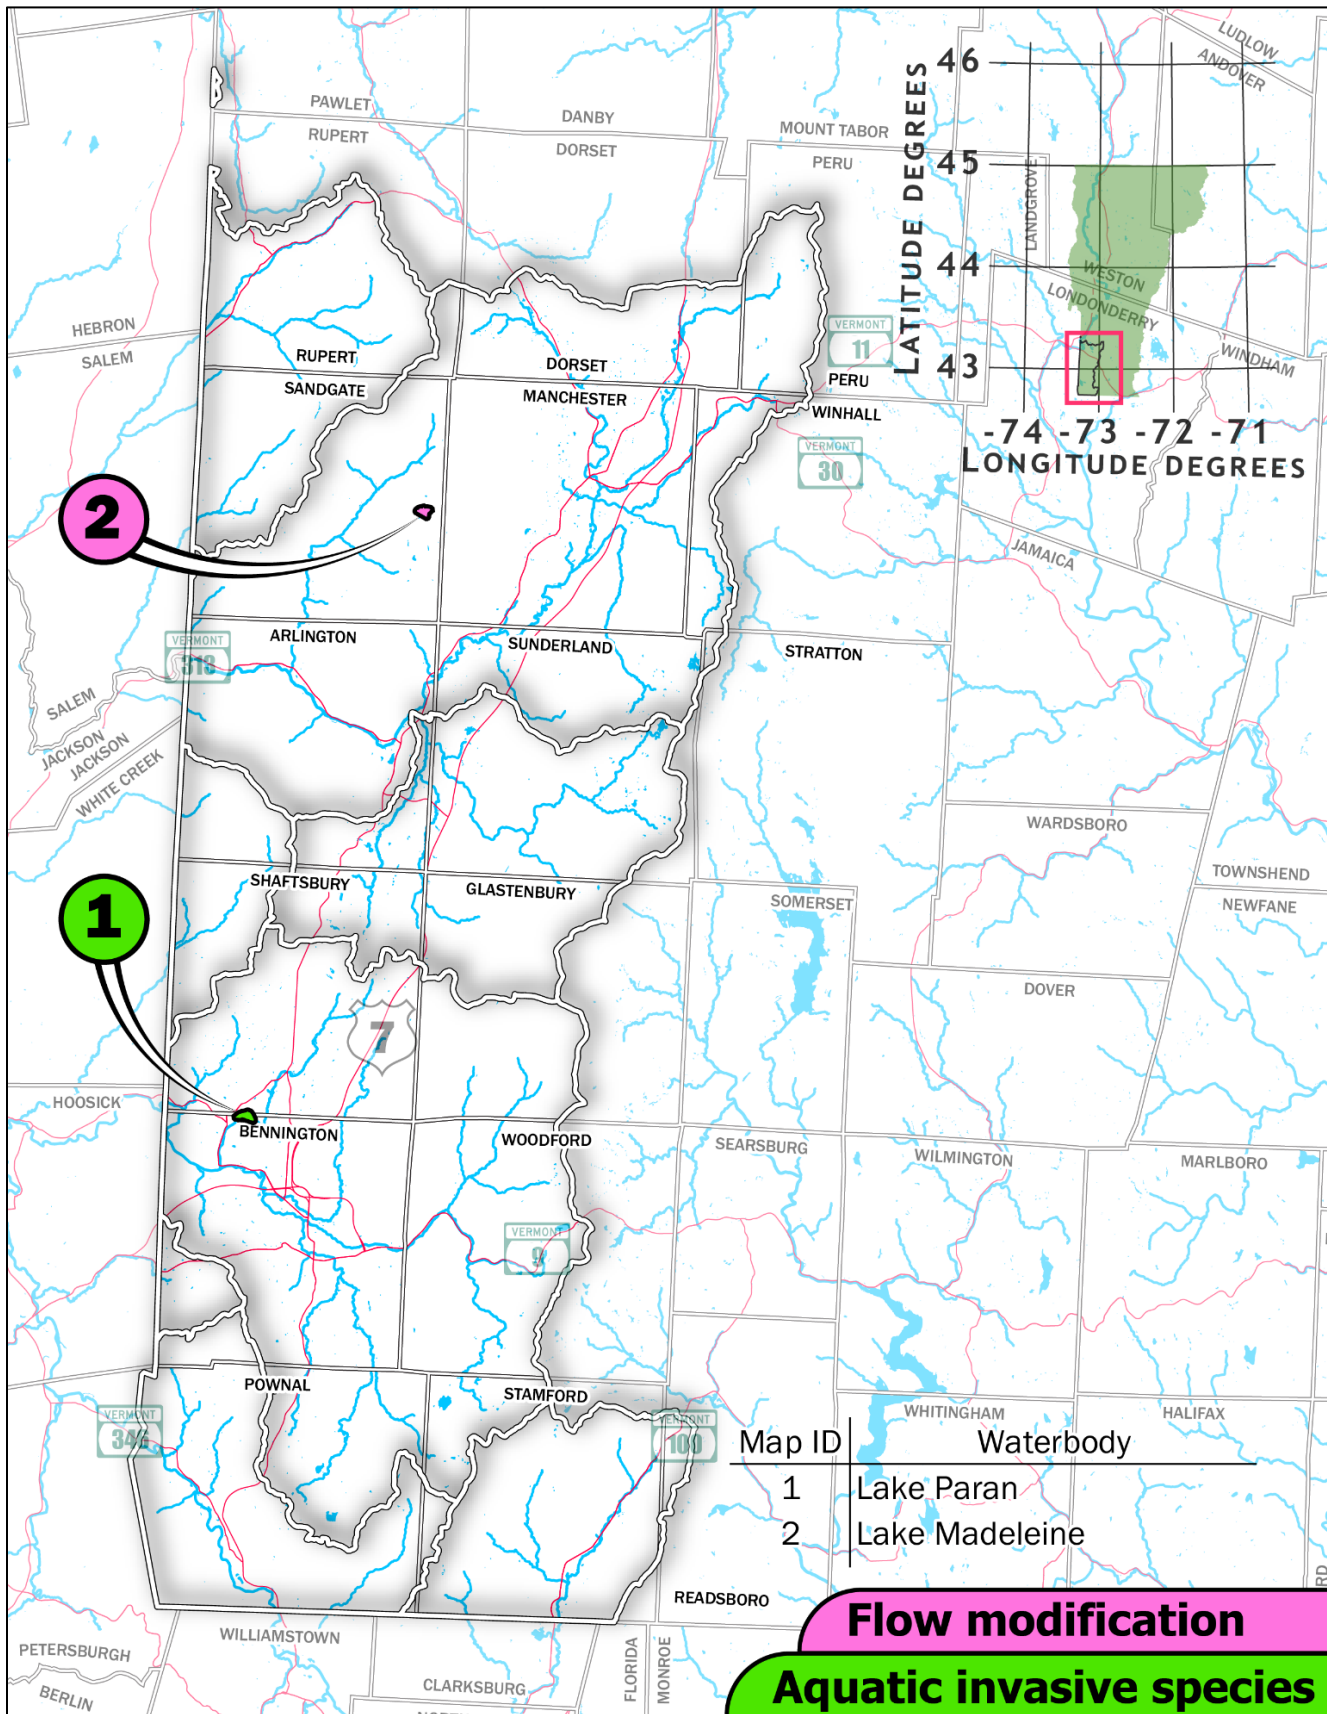 LUDLOW
ANDOVER
46
PAWLET
RUPERT
DANBY
DORSET
MOUNT TABOR
PERU
LANDGROVE
45
LATITUDE DEGREES
44
WESTON
LONDONDERRY
WINDHAM
43
-74 -73 -72 -71
LONGITUDE DEGREES
HEBRON
SALEM
RUPERT
SANDGATE
DORSET
MANCHESTER
VERMONT
11
PERU
WINHALL
VERMONT
30
2
JAMAICA
VERMONT
313
ARLINGTON
SUNDERLAND
STRATTON
SALEM
JACKSON
JACKSON
WHITE CREEK
WARDSBORO
TOWNSHEND
NEWFANE
SHAFTSBURY
GLASTENBURY
SOMERSET
1
DOVER
7
HOOSICK
BENNINGTON
WOODFORD
SEARSBURG
WILMINGTON
MARLBORO
VERMONT
9
POWNAL
STAMFORD
VERMONT
346
VERMONT
100
WHITINGHAM
HALIFAX
Map ID Waterbody
1 Lake Paran
2 Lake Madeleine
READSBORO
RD
PETERSBURGH
BERLIN
WILLIAMSTOWN
CLARKSBURG
FLORIDA
MONROE
Flow modification
Aquatic invasive species